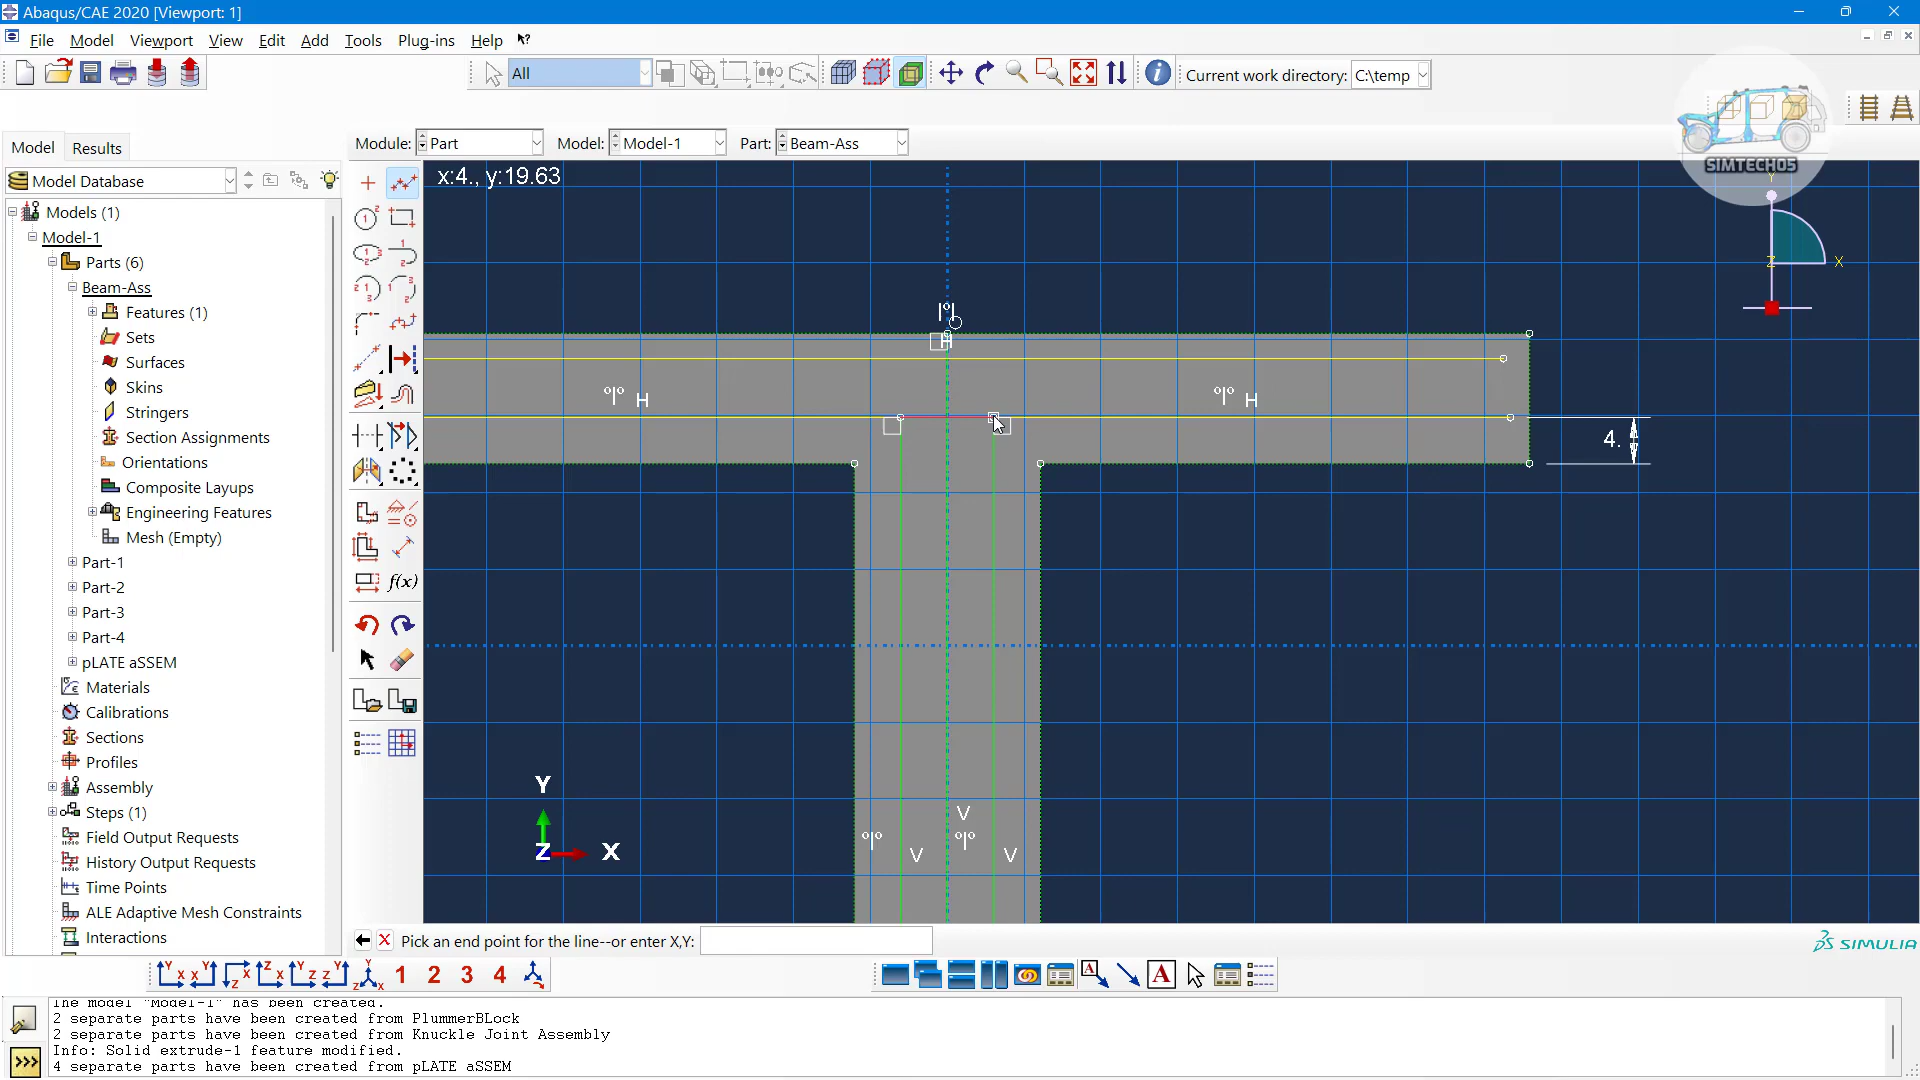 Abaqus/CAE 2020 [Viewport: 1]
File Model Viewport View Edit Tools Add Tools Plug-ins Help
All
Current work directory: C:\temp
SIMTECH05
Model Results
Module: Part Model: Model-1 Part: Beam-Ass
Model Database
x:4., y:19.63
Models (1)
Model-1
Parts (6)
Beam-Ass
Features (1)
Sets
Surfaces
Skins
Stringers
Section Assignments
Orientations
Composite Layups
Engineering Features
Mesh (Empty)
Part-1
Part-2
Part-3
Part-4
pLATE aSSEM
Materials
Calibrations
Sections
Profiles
Assembly
Steps (1)
Field Output Requests
History Output Requests
Time Points
ALE Adaptive Mesh Constraints
Interactions
f(x)
Y
Z X
H
H
H
4.
V
V
V
Y
Z X
Pick an end point for the line--or enter X,Y:
SIMULIA
1 2 3 4
A
The model "Model-1" has been created.
2 separate parts have been created from PlummerBLock
2 separate parts have been created from Knuckle Joint Assembly
Info: Solid extrude-1 feature modified.
4 separate parts have been created from pLATE aSSEM
>>>